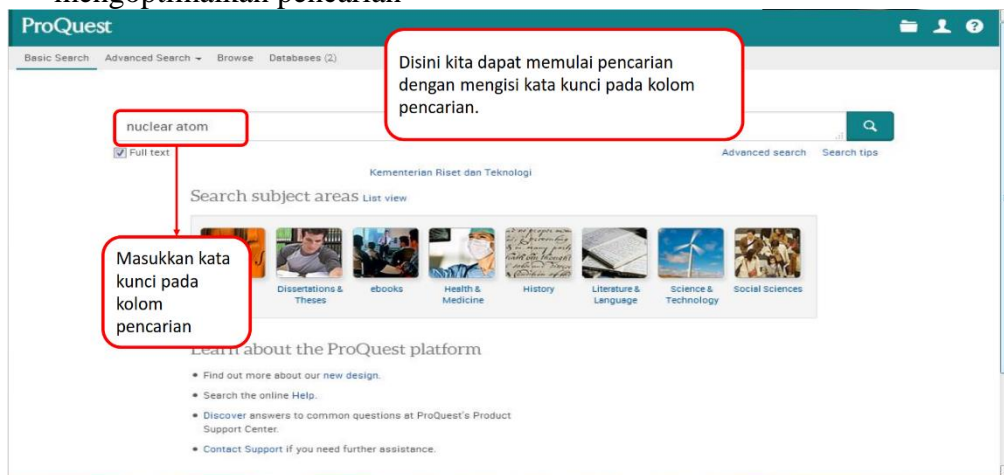 mengoptimalkan pencarian
ProQuest
Basic Search Advanced Search Browse Databases (2)
Disini kita dapat memulai pencarian
dengan mengisi kata kunci pada kolom
pencarian.
nuclear atom
Full text
Advanced search Search tips
Kementerian Riset dan Teknologi
Search subject areas List view
Masukkan kata
kunci pada
kolom
pencarian
Dissertations &
Theses
ebooks
Health &
Medicine
History
Literature &
Language
Science &
Technology
Social Sciences
Learn about the ProQuest platform
• Find out more about our new design.
• Search the online Help.
• Discover answers to common questions at ProQuest's Product
Support Center.
• Contact Support if you need further assistance.